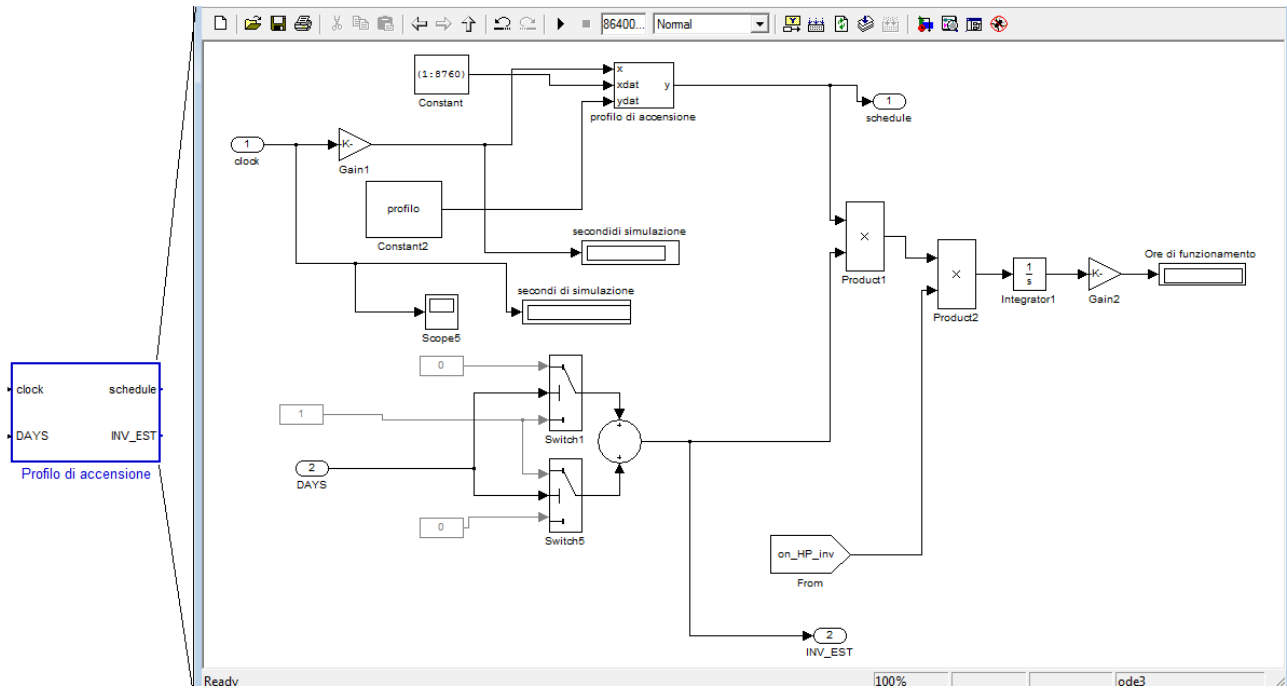 86400...
Normal
(1:8760)
Constant
x
xdat
ydat
y
profilo di accensione
1
schedule
1
clock
-K-
Gain1
profilo
Constant2
secondidi simulazione
secondi di simulazione
Scope5
×
Product1
×
Product2
1
s
Integrator1
-K-
Gain2
Ore di funzionamento
clock
schedule
DAYS
INV_EST
Profilo di accensione
0
1
Switch1
+
+
2
DAYS
0
Switch5
on_HP_inv
From
2
INV_EST
Ready
100%
ode3